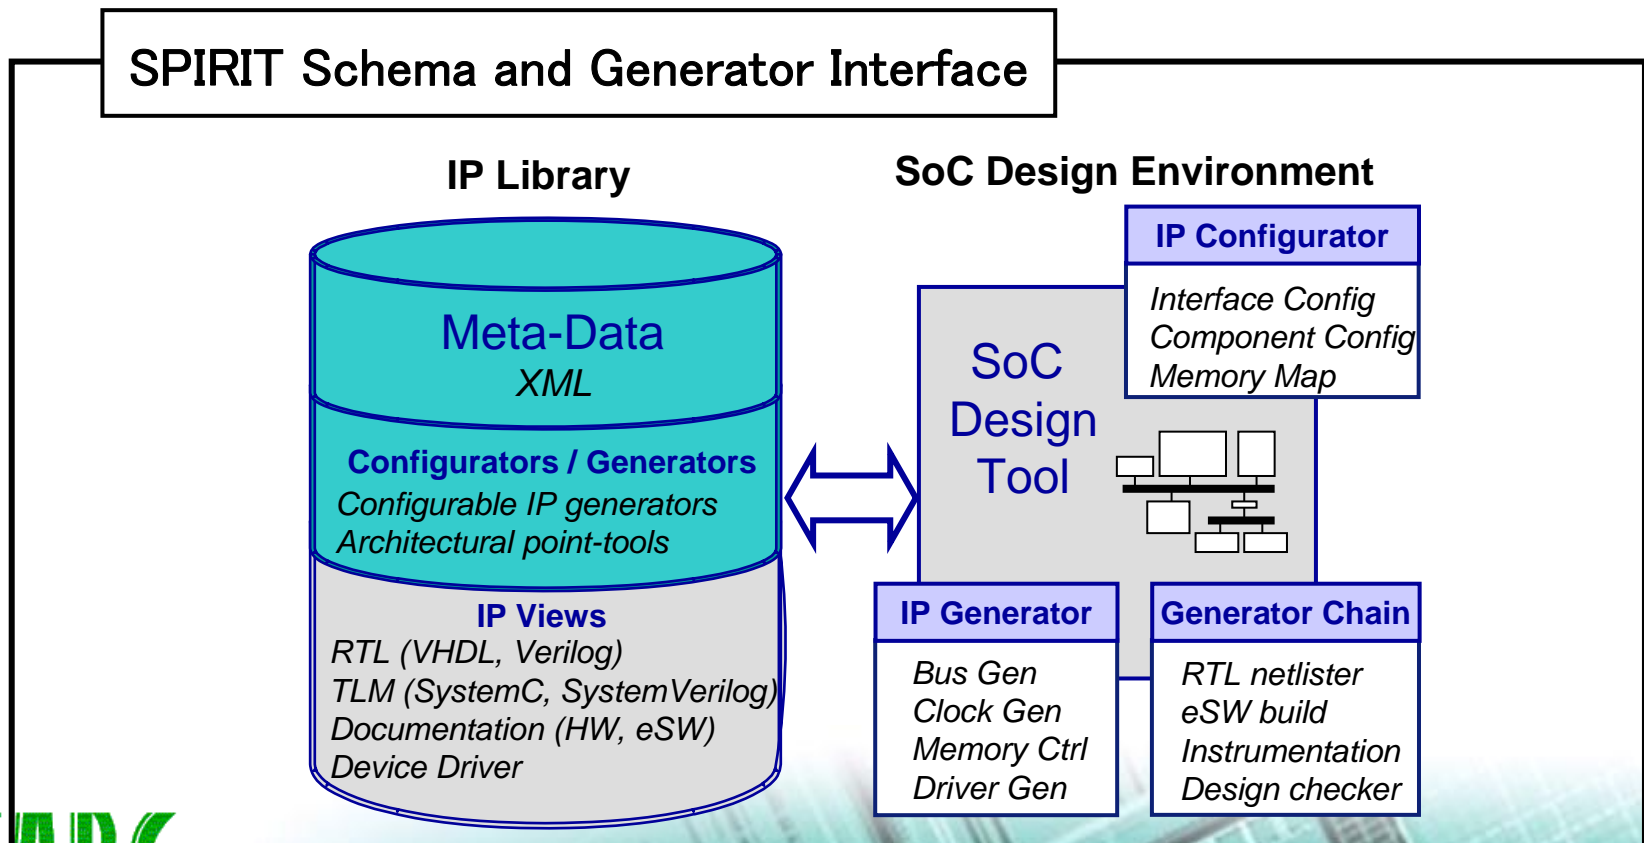 SPIRIT Schema and Generator Interface
IP Library
Meta-Data
XML
Configurators / Generators
Configurable IP generators
Architectural point-tools
IP Views
RTL (VHDL, Verilog)
TLM (SystemC, SystemVerilog)
Documentation (HW, eSW)
Device Driver
SoC Design Environment
IP Configurator
Interface Config
Component Config
Memory Map
SoC
Design
Tool
IP Generator
Bus Gen
Clock Gen
Memory Ctrl
Driver Gen
Generator Chain
RTL netlister
eSW build
Instrumentation
Design checker